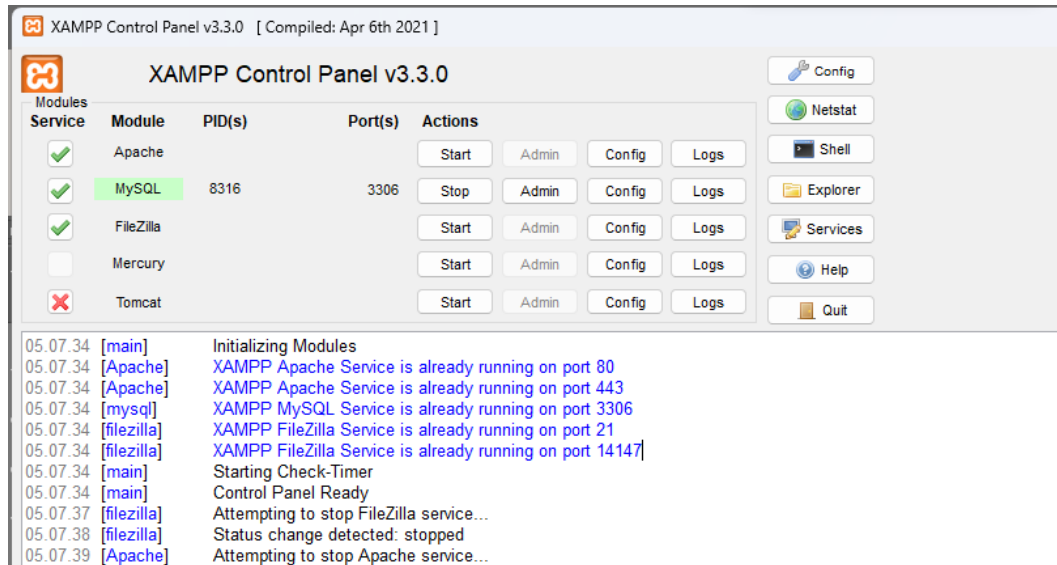 XAMPP Control Panel v3.3.0 [ Compiled: Apr 6th 2021 ]
XAMPP Control Panel v3.3.0
Config
Modules
Service Module PID(s) Port(s) Actions
Netstat
Apache Start Admin Config Logs
Shell
MySQL 8316 3306 Stop Admin Config Logs
Explorer
FileZilla Start Admin Config Logs
Services
Mercury Start Admin Config Logs
Help
Tomcat Start Admin Config Logs
Quit
05.07.34 [main] Initializing Modules
05.07.34 [Apache] XAMPP Apache Service is already running on port 80
05.07.34 [Apache] XAMPP Apache Service is already running on port 443
05.07.34 [mysql] XAMPP MySQL Service is already running on port 3306
05.07.34 [filezilla] XAMPP FileZilla Service is already running on port 21
05.07.34 [filezilla] XAMPP FileZilla Service is already running on port 14147
05.07.34 [main] Starting Check-Timer
05.07.34 [main] Control Panel Ready
05.07.37 [filezilla] Attempting to stop FileZilla service...
05.07.38 [filezilla] Status change detected: stopped
05.07.39 [Apache] Attempting to stop Apache service...